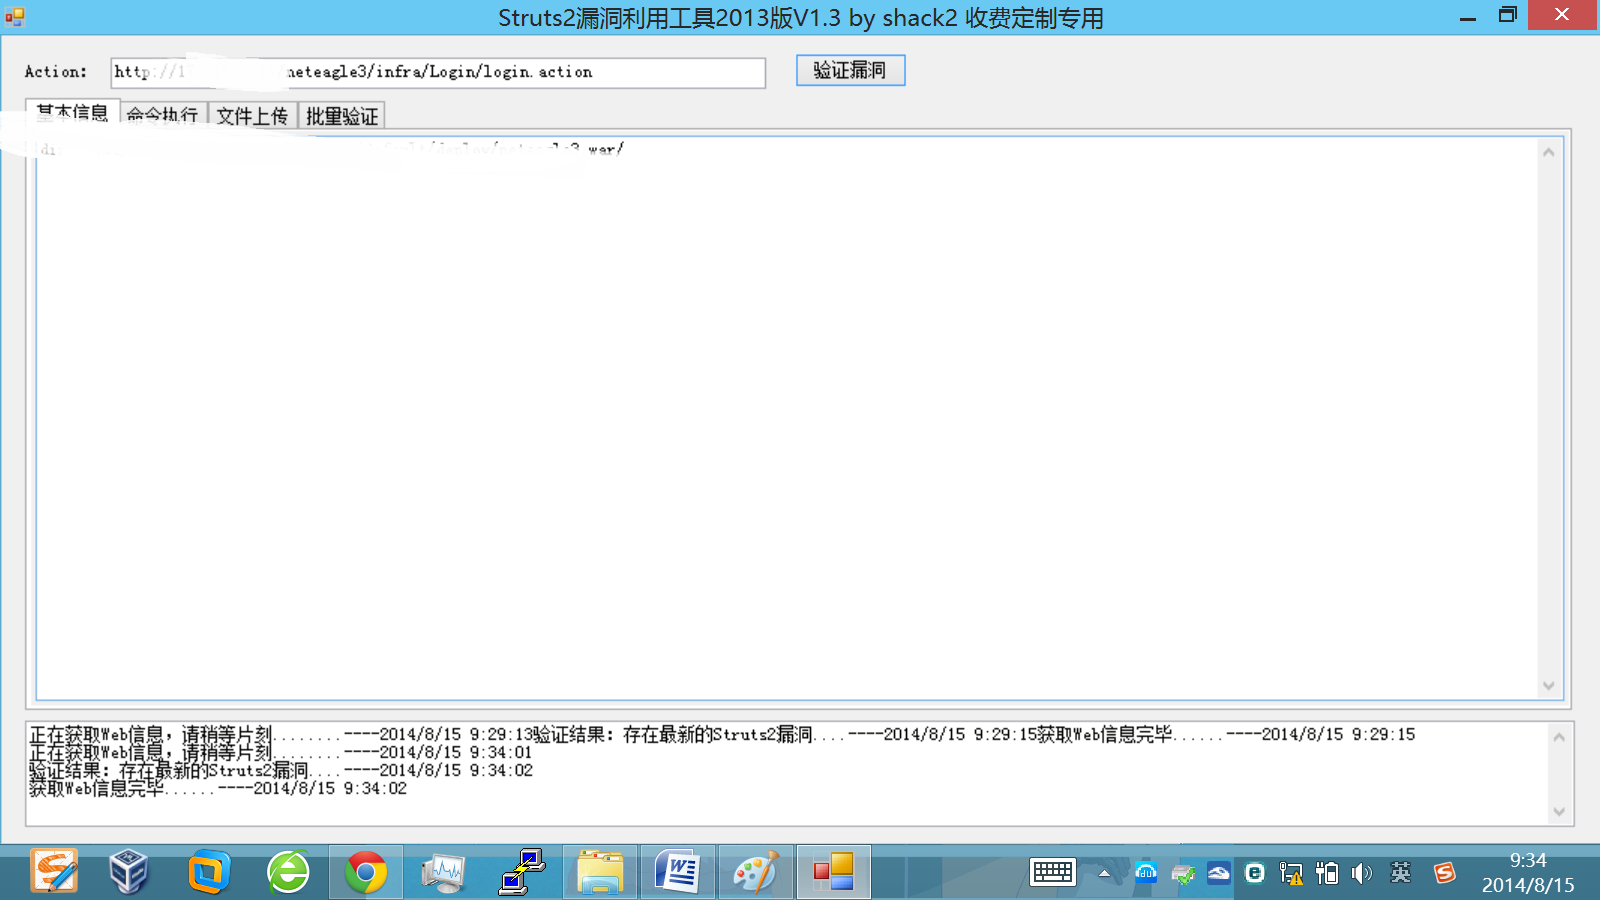 Struts2漏洞利用工具2013版V1.3 by shack2 收费定制专用
Action: http://1 neteagle3/infra/Login/login.action 验证漏洞
基本信息 命令执行 文件上传 批量验证
war/
正在获取Web信息，请稍等片刻........----2014/8/15 9:29:13验证结果：存在最新的Struts2漏洞....----2014/8/15 9:29:15获取Web信息完毕......----2014/8/15 9:29:15
正在获取Web信息，请稍等片刻........----2014/8/15 9:34:01
验证结果：存在最新的Struts2漏洞....----2014/8/15 9:34:02
获取Web信息完毕......----2014/8/15 9:34:02
英
9:34
2014/8/15